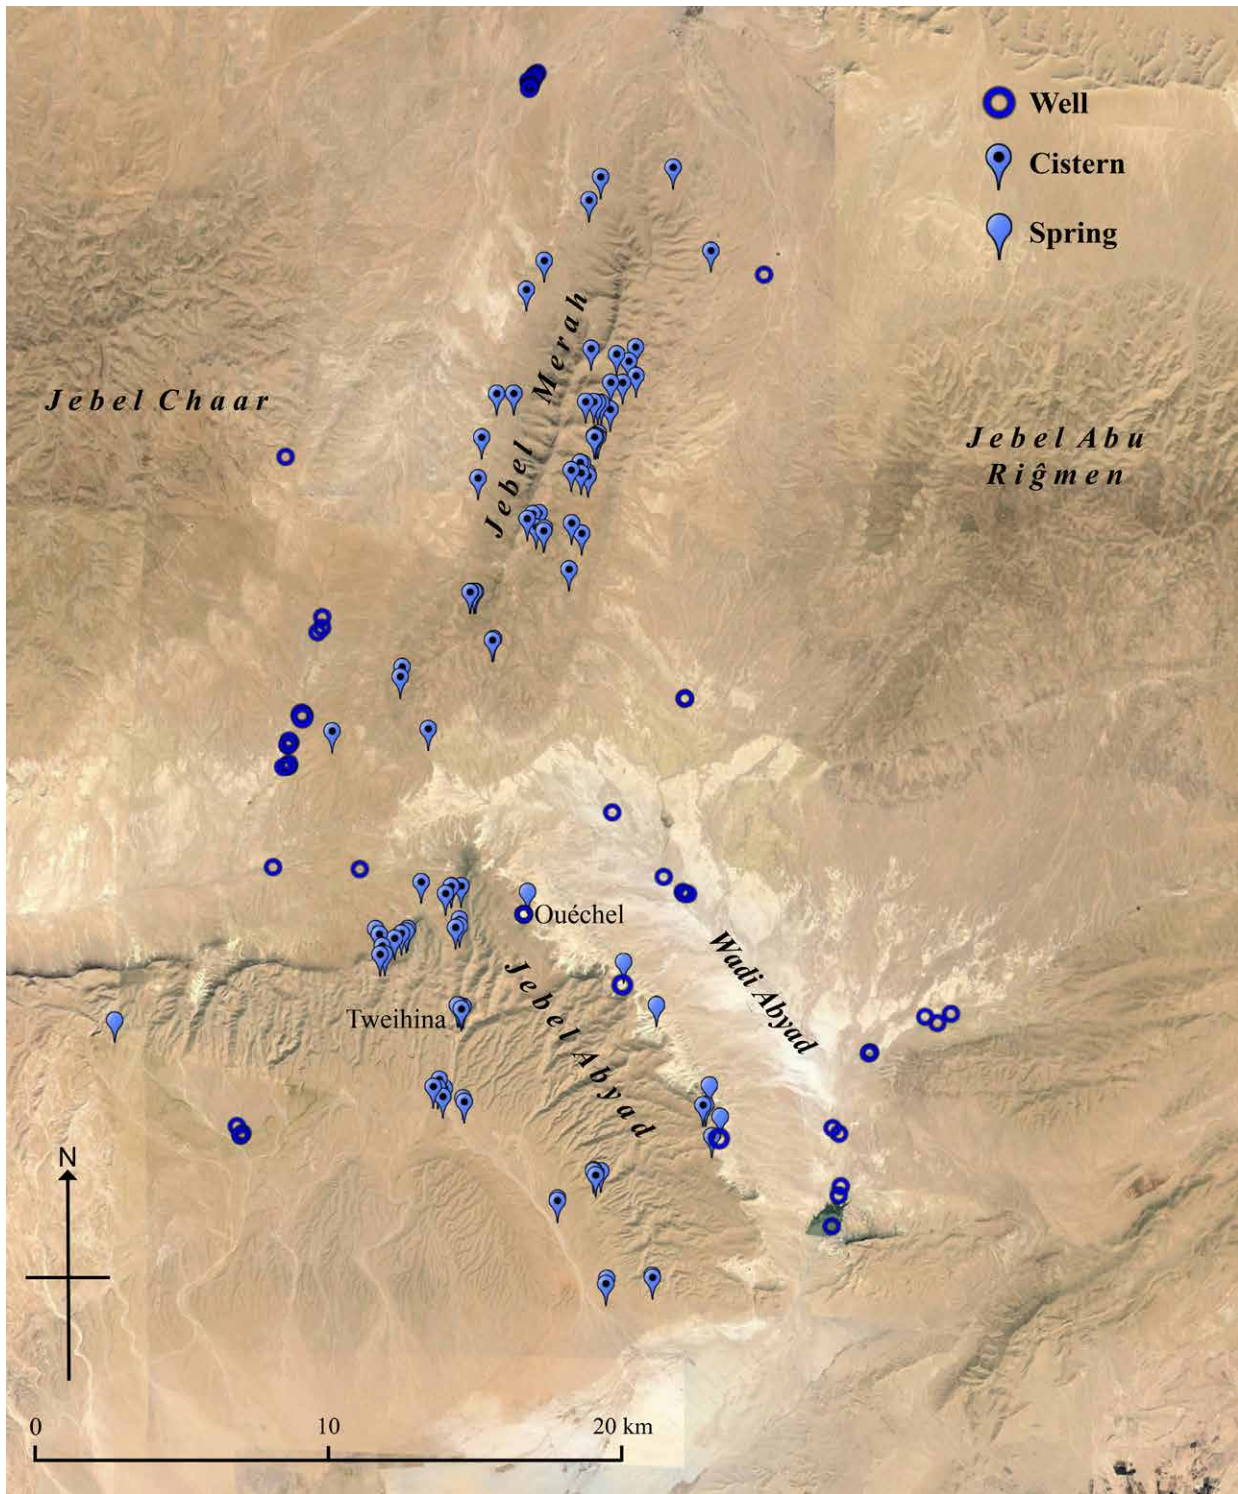 Well
Cistern
Spring
Jebel Merah
Jebel Chaar
Jebel Abu
Riĝmen
Ouéchel
Wadi Abyad
Jebel Abyad
Tweihina
N
0 10 20 km